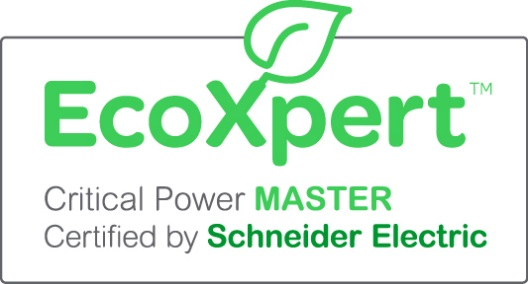 EcoXpert™
Critical Power MASTER
Certified by Schneider Electric